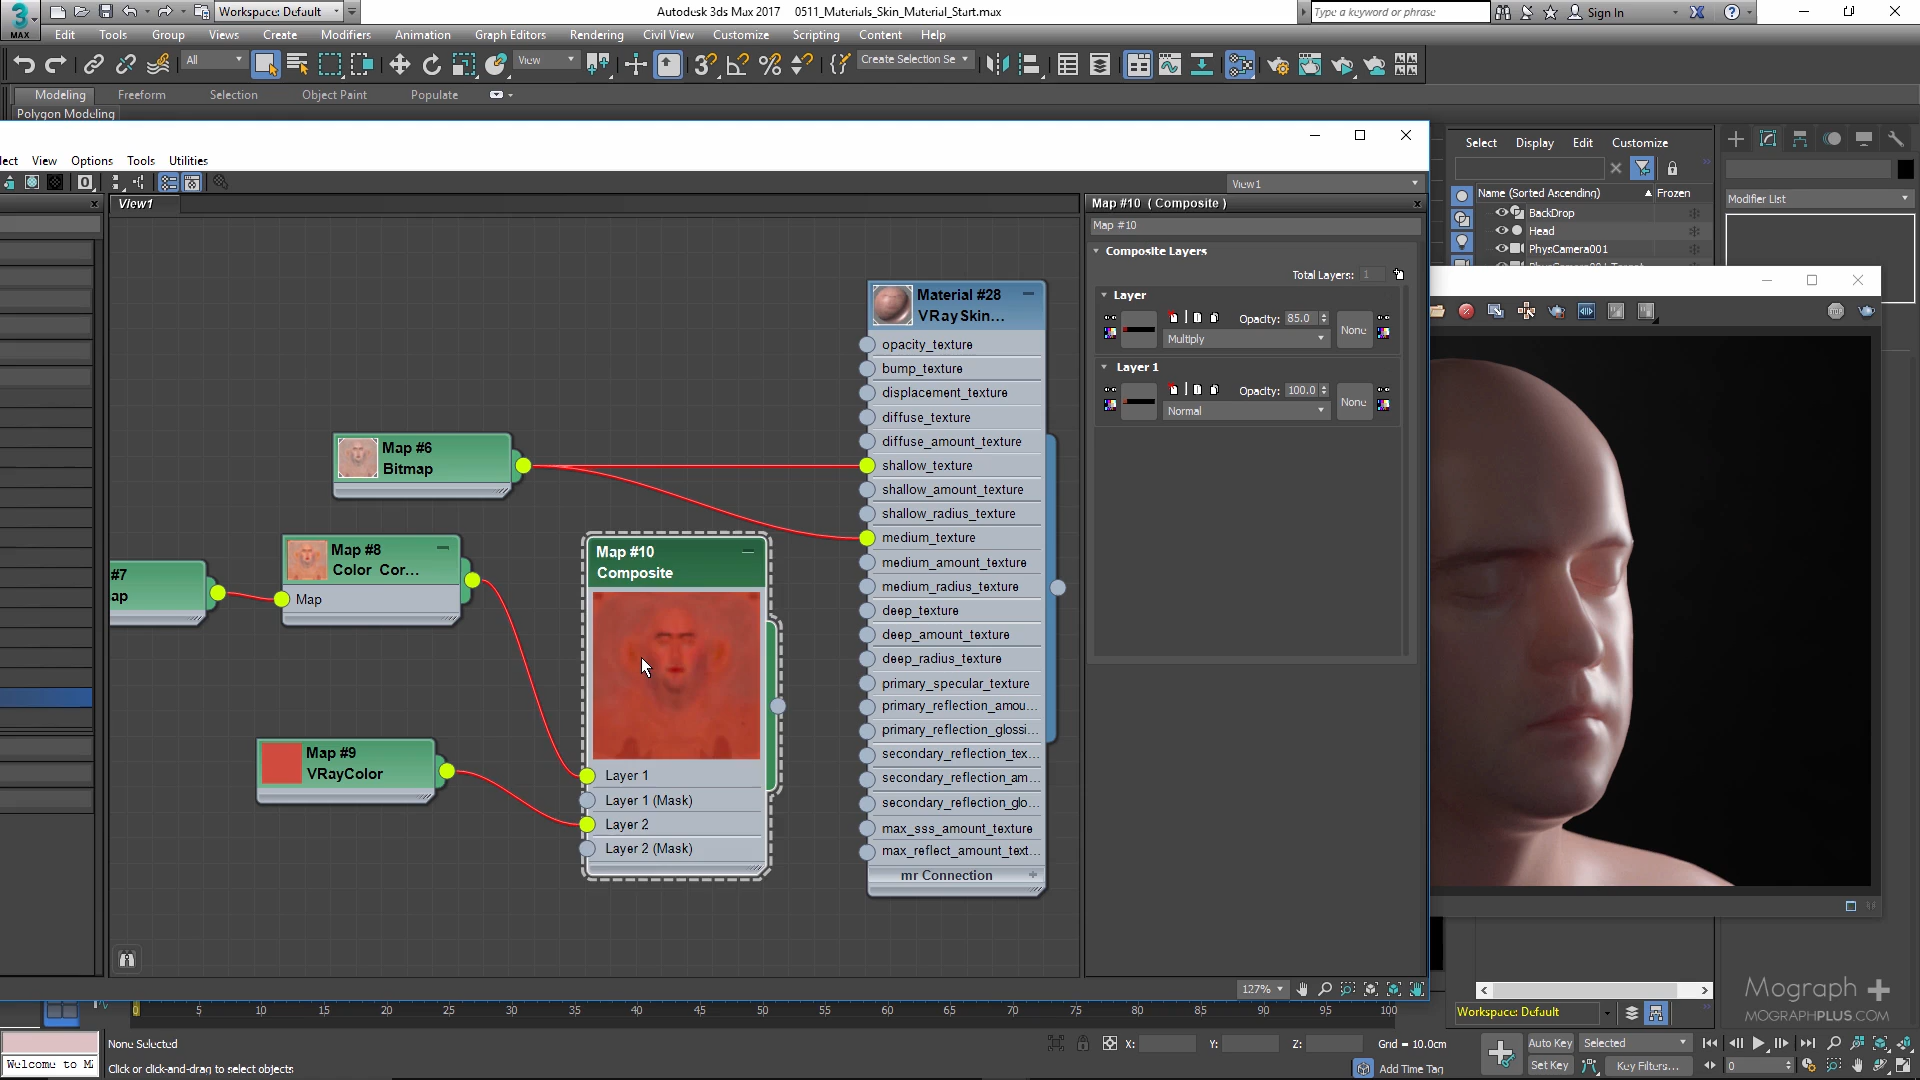 MAX
Workspace: Default
Autodesk 3ds Max 2017 0511_Materials_Skin_Material_Start.max
Type a keyword or phrase
Sign In
Edit Tools Group Views Create Modifiers Animation Graph Editors Rendering Civil View Customize Scripting Content Help
All
View
Create Selection Se
Modeling Freeform Selection Object Paint Populate
Polygon Modeling
lect View Options Tools Utilities
View1
View1
Map #10 ( Composite )
Map #10
Composite Layers
Total Layers: 1
Layer
Opacity: 85.0
None
Multiply
Layer 1
Opacity: 100.0
None
Normal
Material #28
VRaySkin...
opacity_texture
bump_texture
displacement_texture
diffuse_texture
diffuse_amount_texture
shallow_texture
shallow_amount_texture
shallow_radius_texture
medium_texture
medium_amount_texture
medium_radius_texture
deep_texture
deep_amount_texture
deep_radius_texture
primary_specular_texture
primary_reflection_amou...
primary_reflection_glossi...
secondary_reflection_tex...
secondary_reflection_am...
secondary_reflection_glo...
max_sss_amount_texture
max_reflect_amount_text...
mr Connection
Map #6
Bitmap
#7
ap
Map #8
Color Cor...
Map
Map #9
VRayColor
Map #10
Composite
Layer 1
Layer 1 (Mask)
Layer 2
Layer 2 (Mask)
127%
Select Display Edit Customize
Name (Sorted Ascending) Frozen
BackDrop
Head
PhysCamera001
PhysCamera001.Target
Modifier List
Mograph +
MOGRAPHPLUS.COM
Workspace: Default
0 5 10 15 20 25 30 35 40 45 50 55 60 65 70 75 80 85 90 95 100
None Selected
Welcome to M
Click or click-and-drag to select objects
X: Y: Z: Grid = 10.0cm
Add Time Tag
Auto Key Selected
Set Key Key Filters...
0